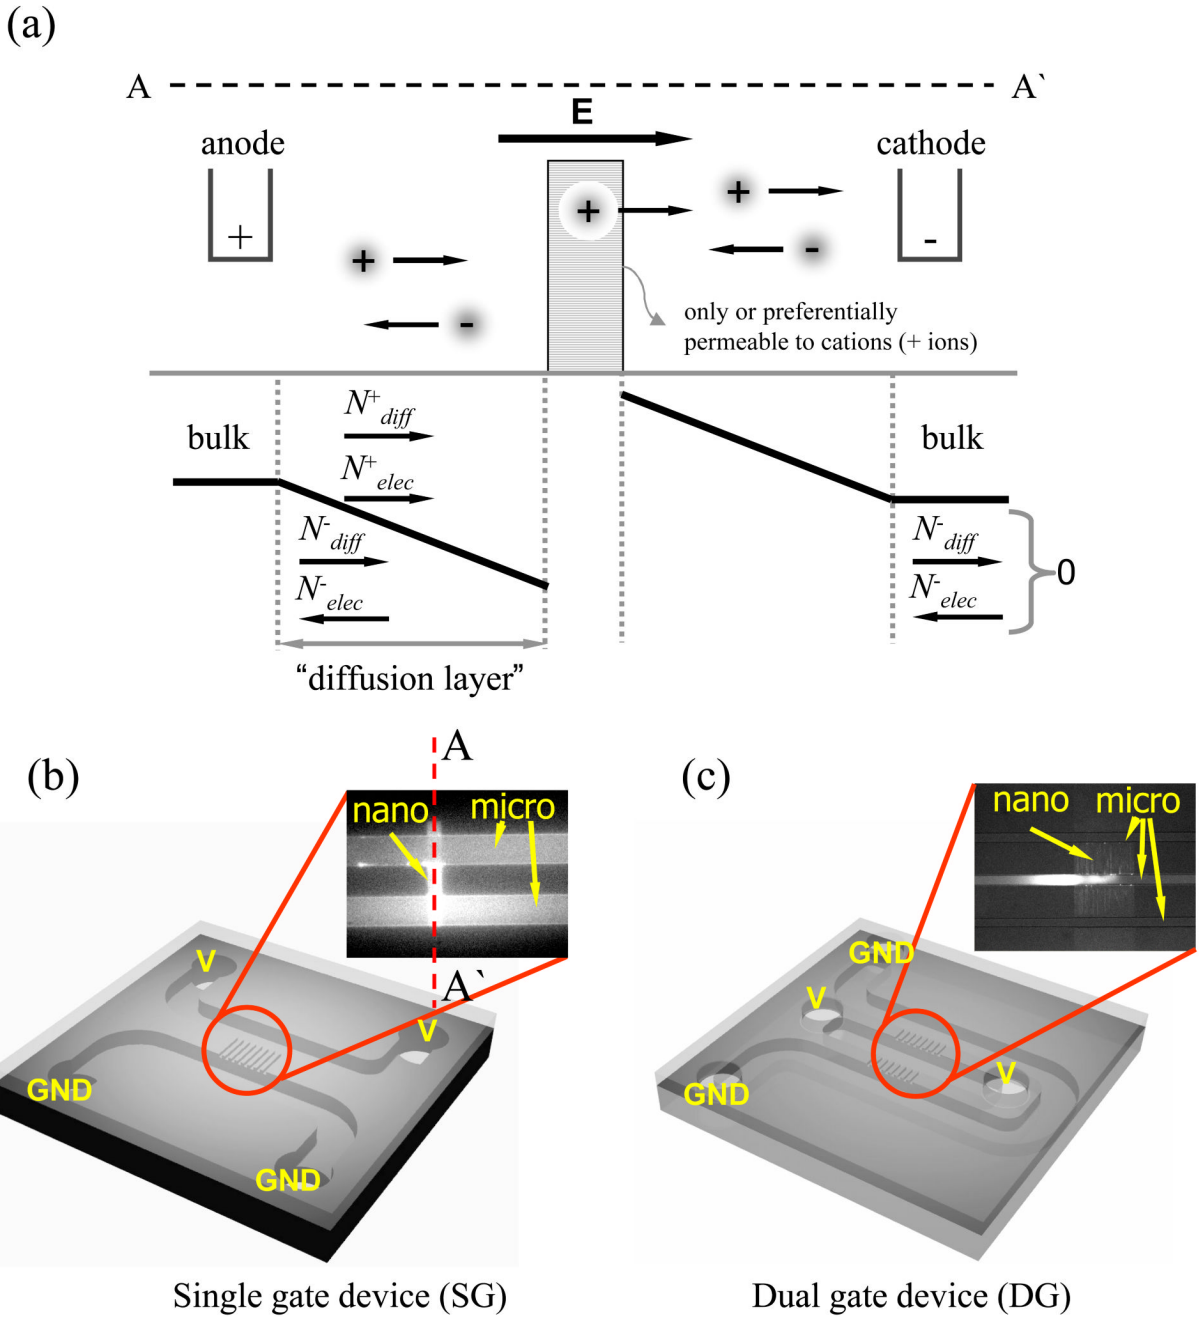 (a)
A A`
E
anode cathode
+ + + +
- -
only or preferentially
permeable to cations (+ ions)
bulk N⁺diff bulk
N⁺elec
N⁻diff N⁻diff
0
N⁻elec N⁻elec
“diffusion layer”
(b) A (c)
nano micro nano micro
A`
V V GND GND
GND V V GND
Single gate device (SG) Dual gate device (DG)